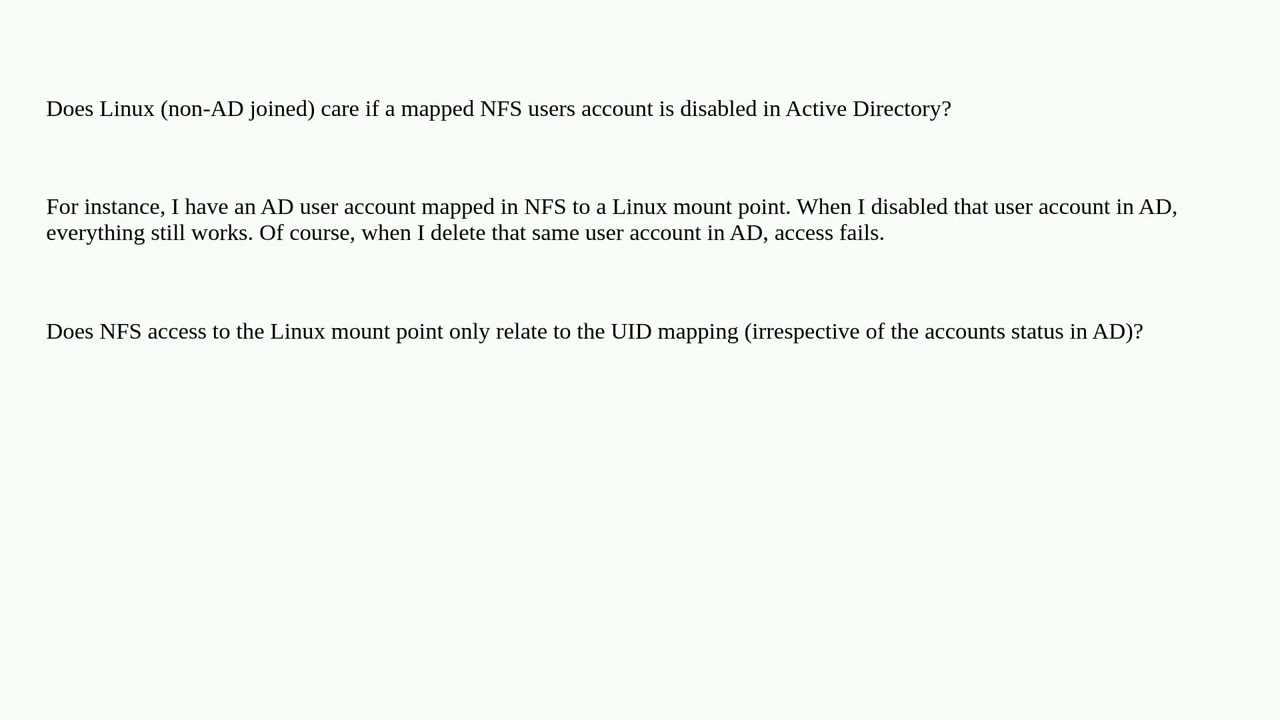 Does Linux (non-AD joined) care if a mapped NFS users account is disabled in Active Directory?
For instance, I have an AD user account mapped in NFS to a Linux mount point. When I disabled that user account in AD,
everything still works. Of course, when I delete that same user account in AD, access fails.
Does NFS access to the Linux mount point only relate to the UID mapping (irrespective of the accounts status in AD)?